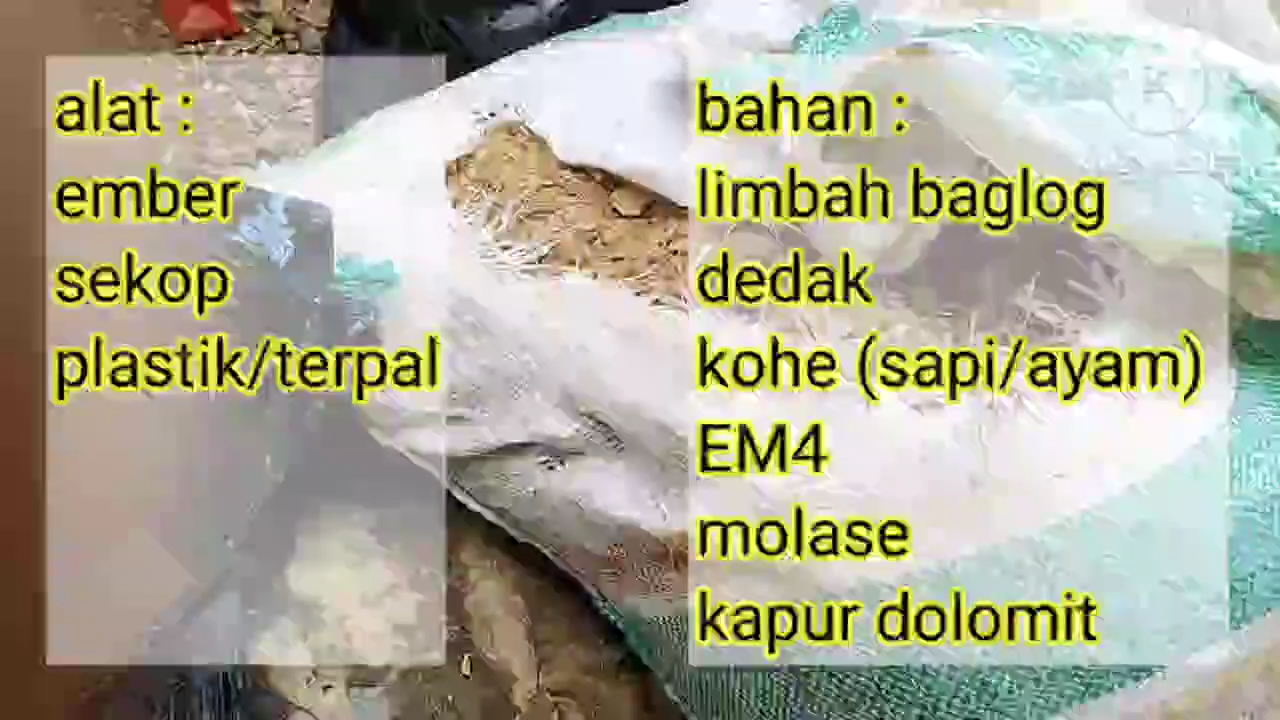 alat :
ember
sekop
plastik/terpal
bahan :
limbah baglog
dedak
kohe (sapi/ayam)
EM4
molase
kapur dolomit